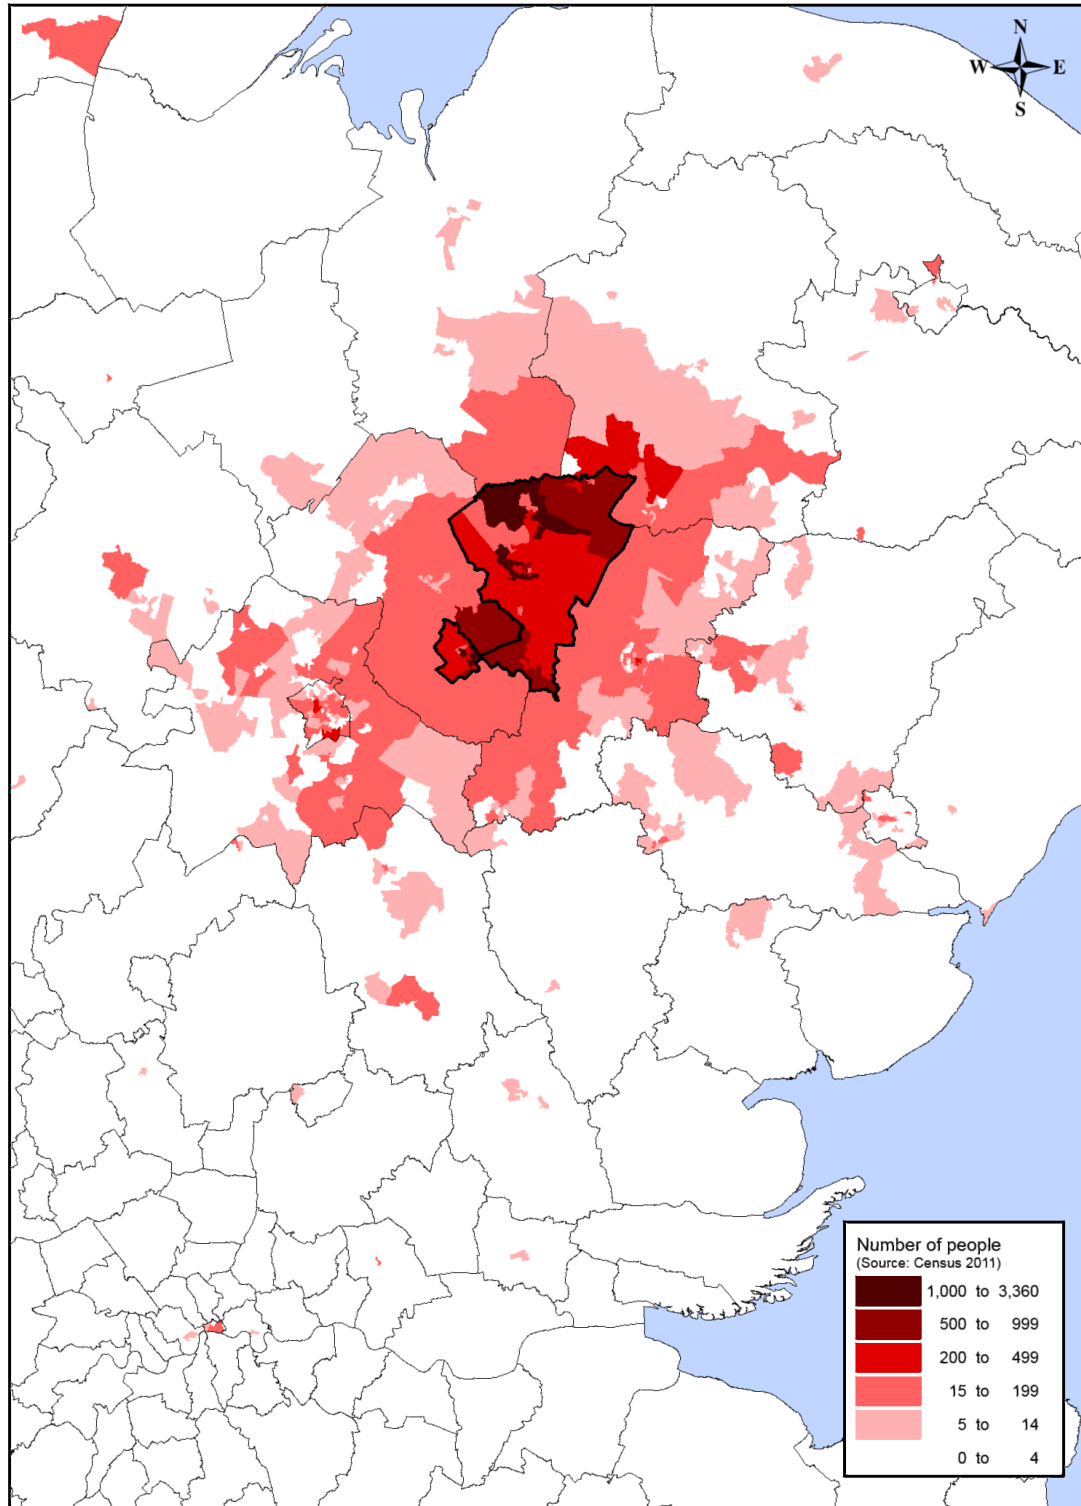 N
W E
S
Number of people
(Source: Census 2011)
1,000 to 3,360
500 to 999
200 to 499
15 to 199
5 to 14
0 to 4